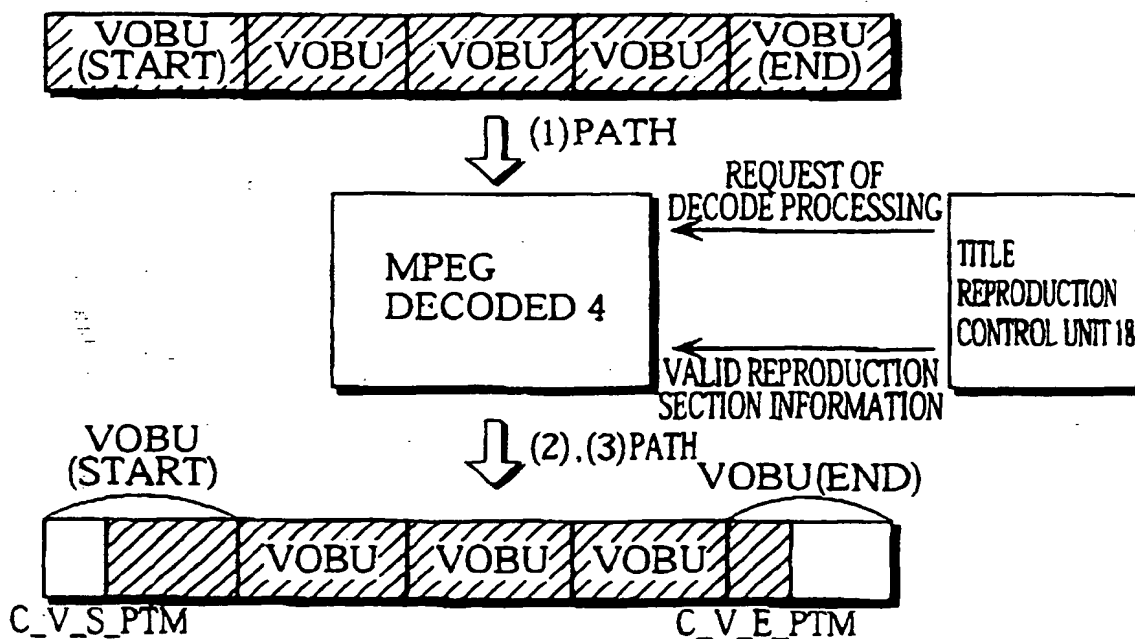 VOBU
(START)
VOBU
VOBU
VOBU
VOBU
(END)
(1)PATH
REQUEST OF
DECODE PROCESSING
MPEG
DECODED 4
TITLE
REPRODUCTION
CONTROL UNIT 18
VALID REPRODUCTION
SECTION INFORMATION
(2),(3)PATH
VOBU
(START)
VOBU(END)
VOBU
VOBU
VOBU
C_V_S_PTM
C_V_E_PTM